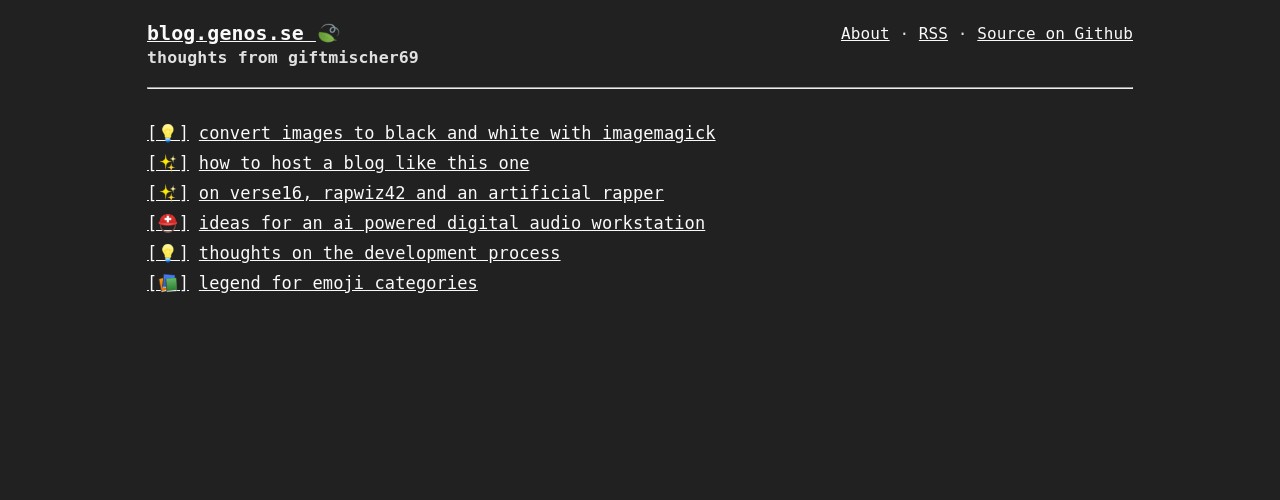 blog.genos.se 🍃
About · RSS · Source on Github
thoughts from giftmischer69
[💡] convert images to black and white with imagemagick
[✨] how to host a blog like this one
[✨] on verse16, rapwiz42 and an artificial rapper
[⛑] ideas for an ai powered digital audio workstation
[💡] thoughts on the development process
[📚] legend for emoji categories